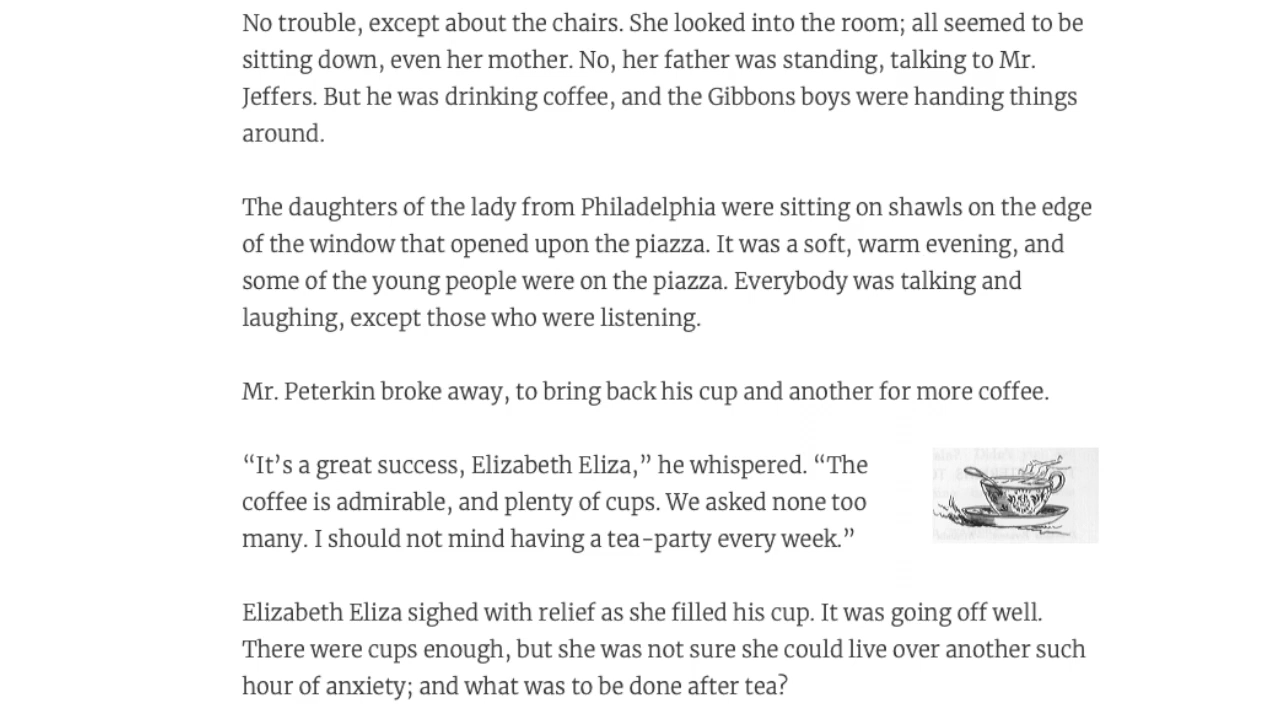 No trouble, except about the chairs. She looked into the room; all seemed to be
sitting down, even her mother. No, her father was standing, talking to Mr.
Jeffers. But he was drinking coffee, and the Gibbons boys were handing things
around.
The daughters of the lady from Philadelphia were sitting on shawls on the edge
of the window that opened upon the piazza. It was a soft, warm evening, and
some of the young people were on the piazza. Everybody was talking and
laughing, except those who were listening.
Mr. Peterkin broke away, to bring back his cup and another for more coffee.
“It’s a great success, Elizabeth Eliza,” he whispered. “The
coffee is admirable, and plenty of cups. We asked none too
many. I should not mind having a tea-party every week.”
Elizabeth Eliza sighed with relief as she filled his cup. It was going off well.
There were cups enough, but she was not sure she could live over another such
hour of anxiety; and what was to be done after tea?